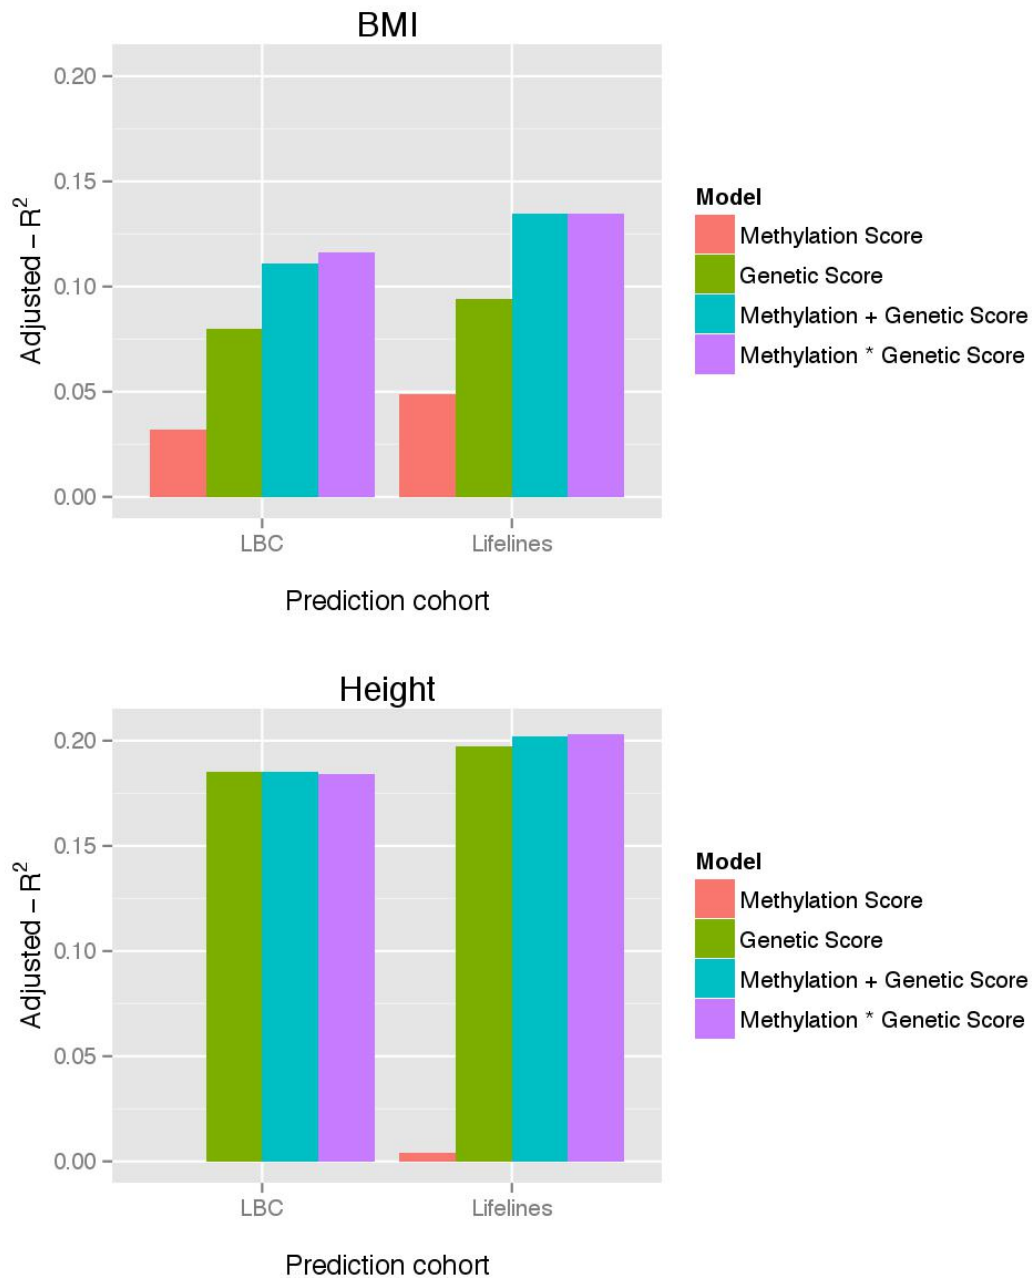 BMI
0.20
0.15
0.10
0.05
0.00
Adjusted – R²
LBC
Lifelines
Prediction cohort
Model
Methylation Score
Genetic Score
Methylation + Genetic Score
Methylation * Genetic Score
Height
0.20
0.15
0.10
0.05
0.00
Adjusted – R²
LBC
Lifelines
Prediction cohort
Model
Methylation Score
Genetic Score
Methylation + Genetic Score
Methylation * Genetic Score